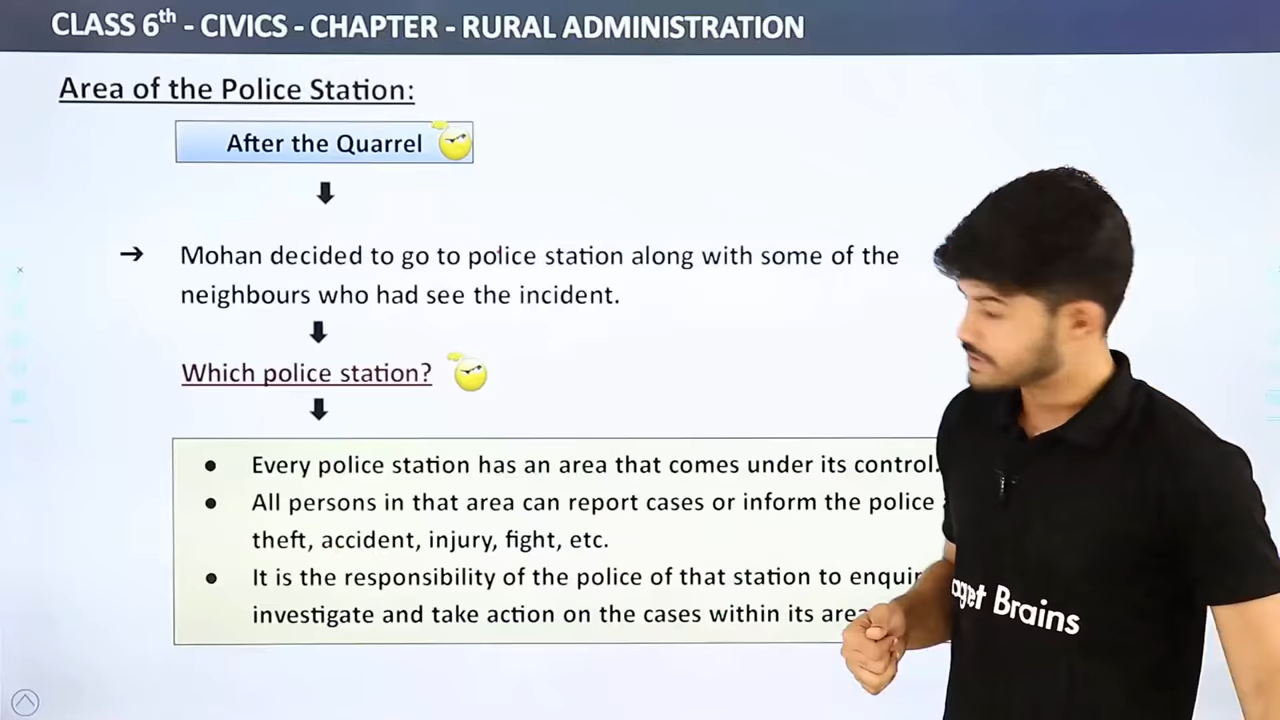 CLASS 6th - CIVICS - CHAPTER - RURAL ADMINISTRATION
Area of the Police Station:
After the Quarrel
→ Mohan decided to go to police station along with some of the
neighbours who had see the incident.
Which police station?
• Every police station has an area that comes under its control.
• All persons in that area can report cases or inform the police
theft, accident, injury, fight, etc.
• It is the responsibility of the police of that station to
investigate and take action on the cases within its
Brains